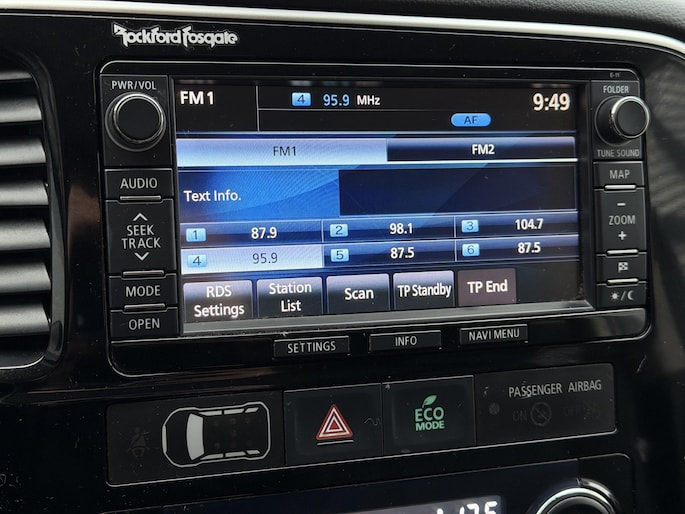 Rockford Fosgate
E-11
PWR/VOL
FOLDER
FM1
4 95.9 MHz
9:49
AF
FM1 FM2
TUNE SOUND
AUDIO
MAP
Text Info.
SEEK
TRACK
ZOOM
1 87.9 2 98.1 3 104.7
4 95.9 5 87.5 6 87.5
MODE
RDS
Settings
Station
List
Scan
TP Standby
TP End
OPEN
SETTINGS
INFO
NAVI MENU
PASSENGER AIRBAG
ON OFF
ECO
MODE